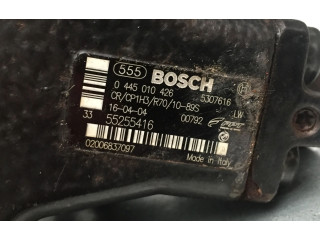 555 BOSCH
0 445 010 426 5307616
CR/CP1H3/R70/10-89S LW
16-04-04 00792
33 55255416
02006837097 Made in Italy